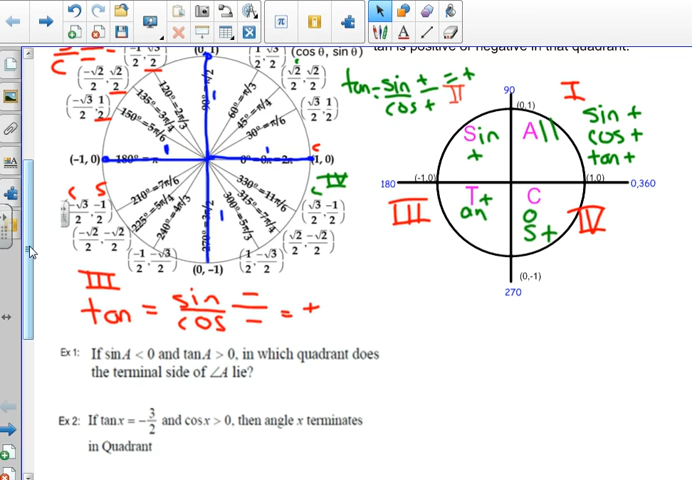 (0, 1)
(cos θ, sin θ)
C
2 2
120° = 2π/3
135° = 3π/4
150° = 5π/6
90° = π/2
60° = π/3
45° = π/4
30° = π/6
(-√2/2, √2/2)
(√2/2, √2/2)
(-√3/2, 1/2)
(√3/2, 1/2)
(-1, 0)
180° = π
0° = 0π = 2π
(1, 0)
C
C S
C IV
210° = 7π/6
225° = 5π/4
240° = 4π/3
270° = 3π/2
300° = 5π/3
315° = 7π/4
330° = 11π/6
(-√3/2, -1/2)
(√3/2, -1/2)
(-√2/2, -√2/2)
(√2/2, -√2/2)
(-1/2, -√3/2)
(0, -1)
(1/2, -√3/2)
III
tan = sin/cos = -/- = +
tan is positive or negative in that quadrant.
tan = sin/cos +/+ = +
II
I
sin +
cos +
tan +
90
(0,1)
Sin
+
All
180
(-1,0)
(1,0)
0,360
T +
an
C
o
S +
III
IV
(0,-1)
270
Ex 1: If sinA < 0 and tanA > 0, in which quadrant does
the terminal side of ∠A lie?
Ex 2: If tanx = -3/2 and cosx > 0, then angle x terminates
in Quadrant